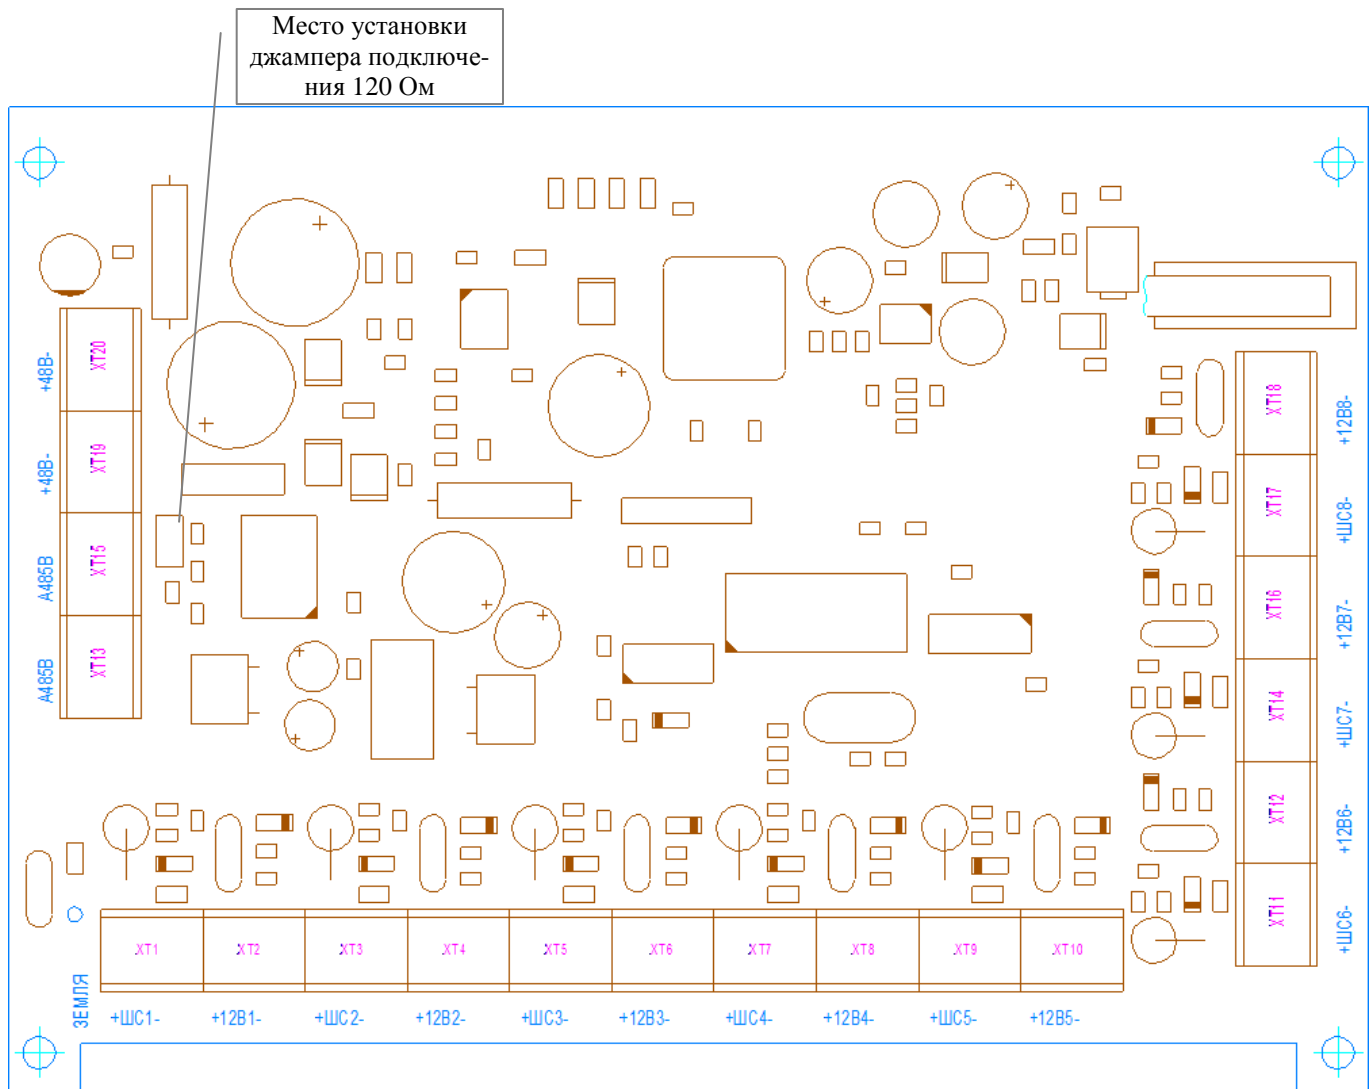 Место установки
джампера подключе-
ния 120 Ом
XT20
+48В-
XT19
+48В-
XT15
А485В
XT13
А485В
XT18
+12В8-
XT17
+ШС8-
XT16
+12В7-
XT14
+ШС7-
XT12
+12В6-
XT11
+ШС6-
XT1
XT2
XT3
XT4
XT5
XT6
XT7
XT8
XT9
XT10
ЗЕМЛЯ
+ШС1-
+12В1-
+ШС2-
+12В2-
+ШС3-
+12В3-
+ШС4-
+12В4-
+ШС5-
+12В5-